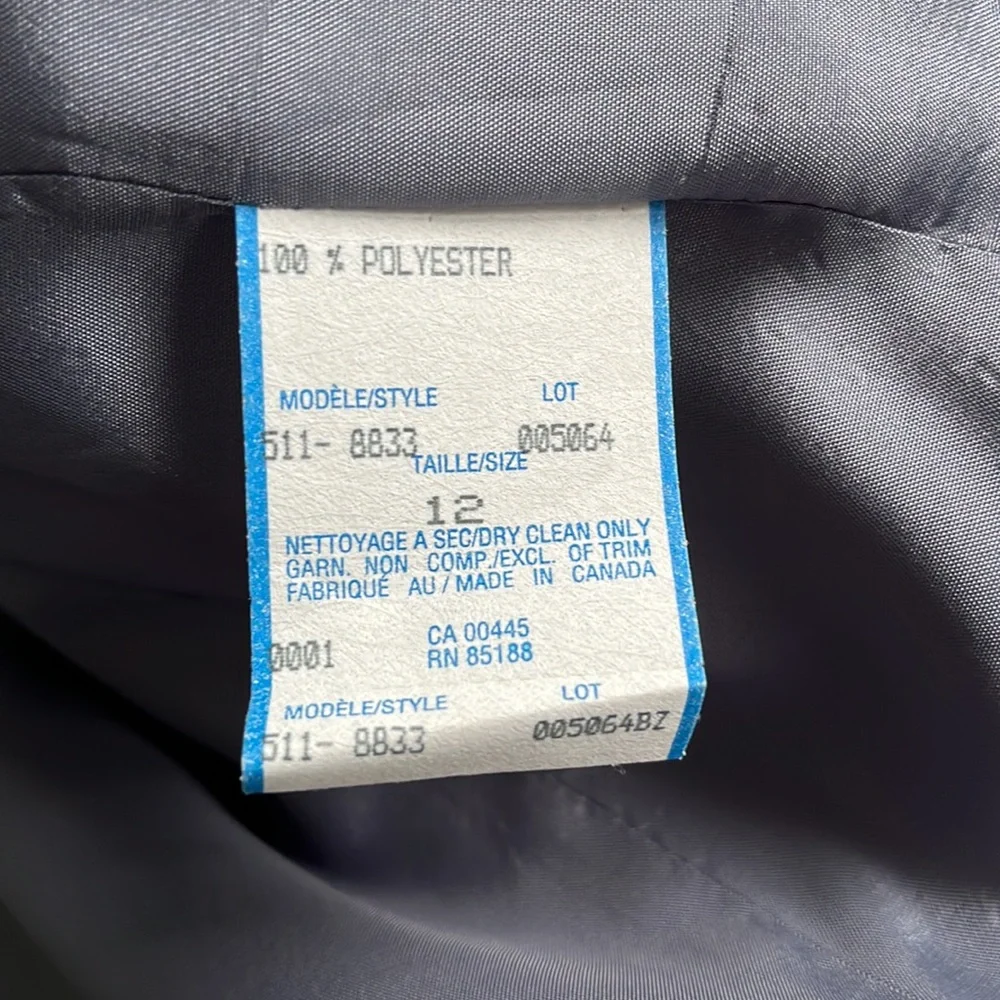 100 % POLYESTER
MODÈLE/STYLE LOT
511- 8833 005064
TAILLE/SIZE
12
NETTOYAGE A SEC/DRY CLEAN ONLY
GARN. NON COMP./EXCL. OF TRIM
FABRIQUÉ AU / MADE IN CANADA
CA 00445
0001 RN 85188
MODÈLE/STYLE LOT
511- 8833 005064BZ